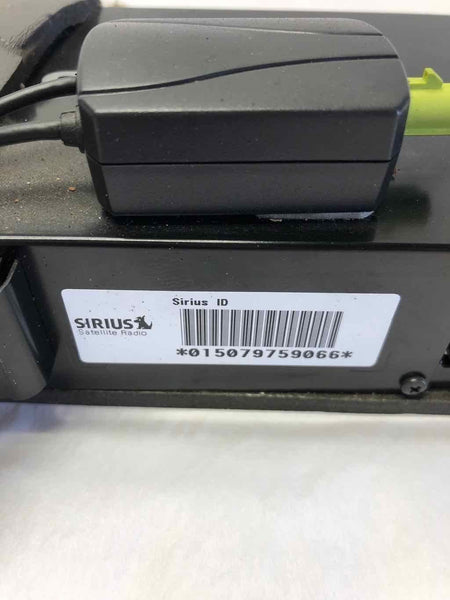 Sirius ID
SIRIUS
Satellite Radio
*015079759066*